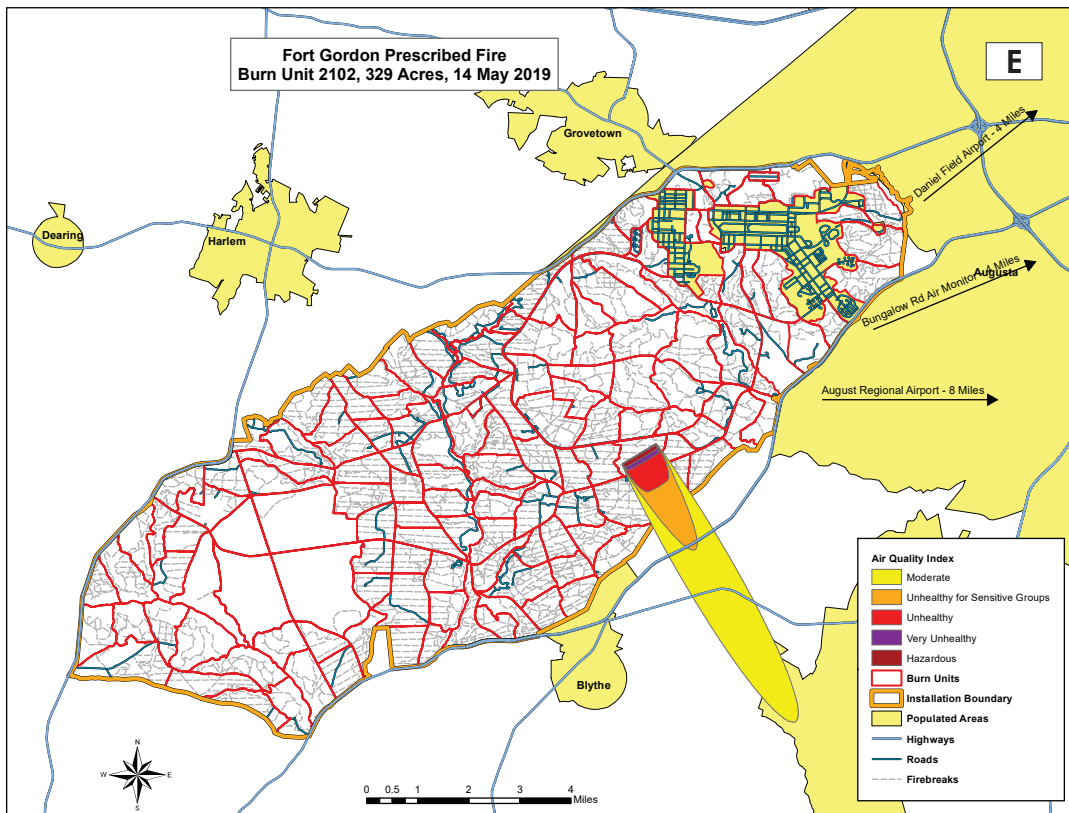 Fort Gordon Prescribed Fire
Burn Unit 2102, 329 Acres, 14 May 2019
E
Grovetown
Daniel Field Airport - 4 Miles
Dearing
Harlem
Augusta
Bungalow Rd Air Monitor - 4 Miles
August Regional Airport - 8 Miles
Blythe
Air Quality Index
Moderate
Unhealthy for Sensitive Groups
Unhealthy
Very Unhealthy
Hazardous
Burn Units
Installation Boundary
Populated Areas
Highways
Roads
Firebreaks
N
W
E
S
0 0.5 1 2 3 4
Miles